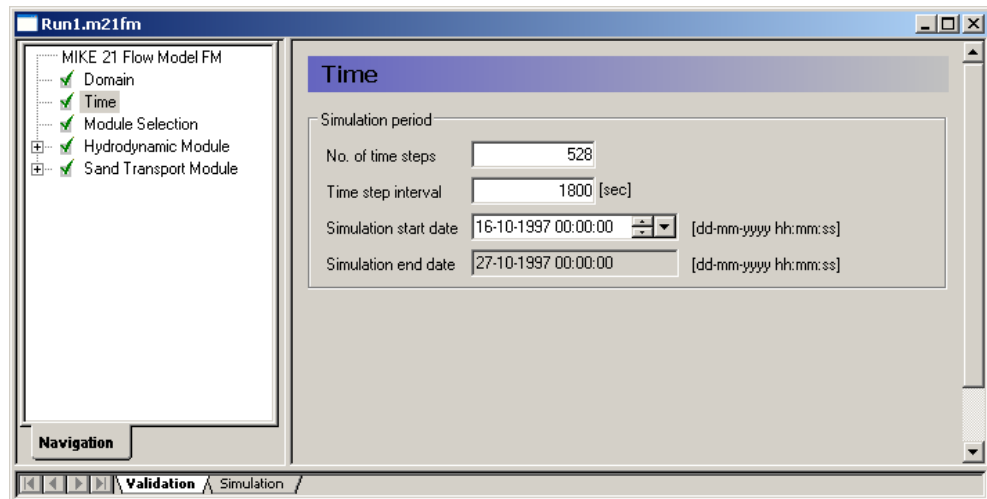 Run1.m21fm
MIKE 21 Flow Model FM
Domain
Time
Module Selection
Hydrodynamic Module
Sand Transport Module
Navigation
Time
Simulation period
No. of time steps 528
Time step interval 1800 [sec]
Simulation start date 16-10-1997 00:00:00 [dd-mm-yyyy hh:mm:ss]
Simulation end date 27-10-1997 00:00:00 [dd-mm-yyyy hh:mm:ss]
Validation Simulation